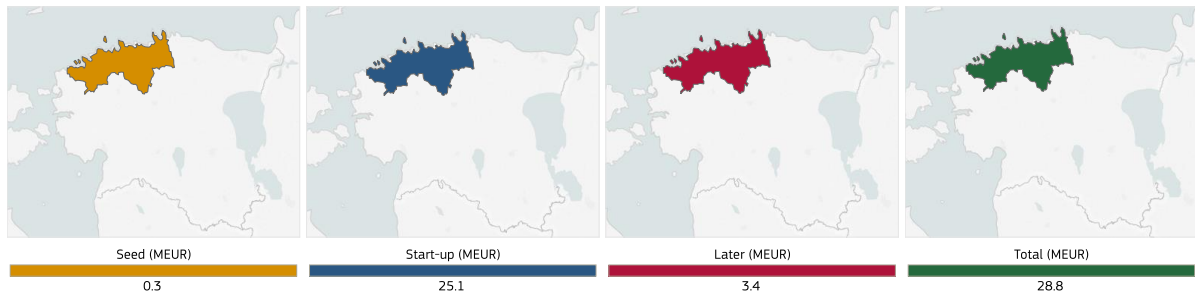 Seed (MEUR)
0.3
Start-up (MEUR)
25.1
Later (MEUR)
3.4
Total (MEUR)
28.8